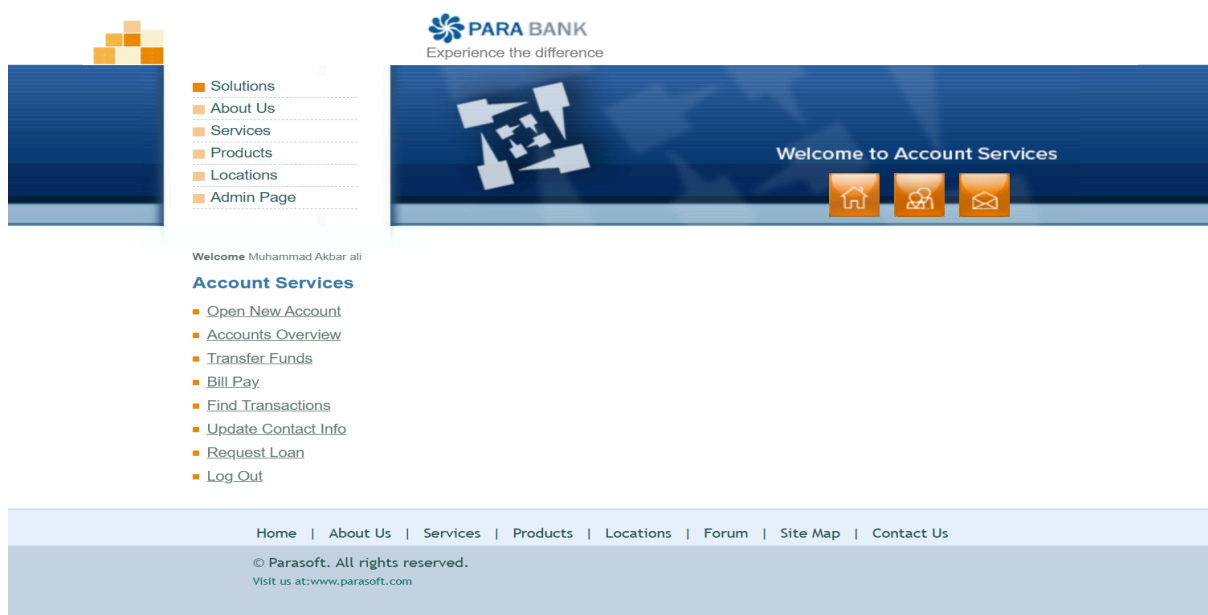 PARA BANK
Experience the difference
Solutions
About Us
Services
Products
Locations
Admin Page
Welcome to Account Services
Welcome Muhammad Akbar ali
Account Services
Open New Account
Accounts Overview
Transfer Funds
Bill Pay
Find Transactions
Update Contact Info
Request Loan
Log Out
Home | About Us | Services | Products | Locations | Forum | Site Map | Contact Us
© Parasoft. All rights reserved.
Visit us at:www.parasoft.com